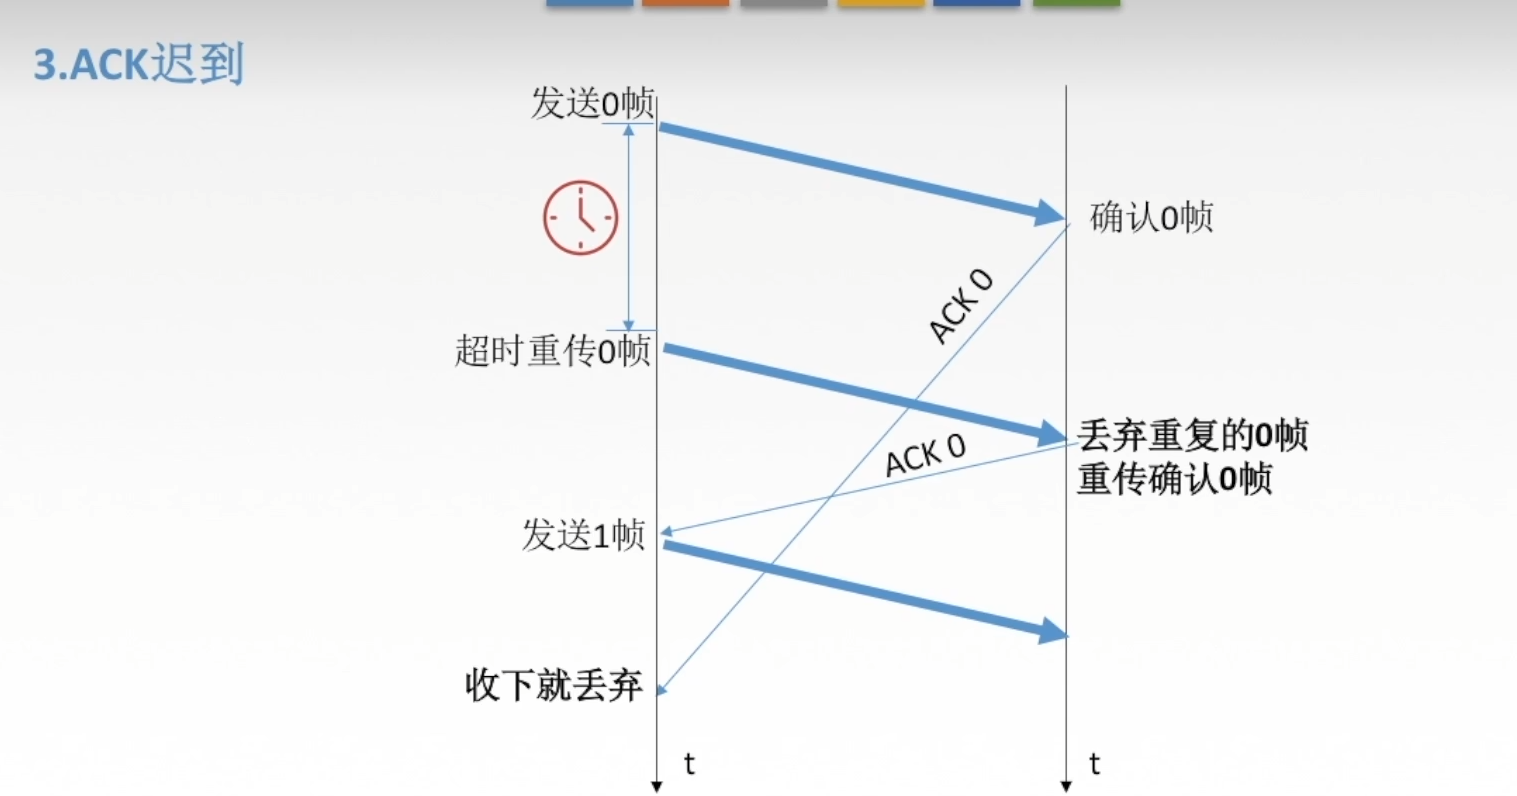 3.ACK迟到
发送0帧
确认0帧
ACK 0
超时重传0帧
丢弃重复的0帧
重传确认0帧
ACK 0
发送1帧
收下就丢弃
t
t